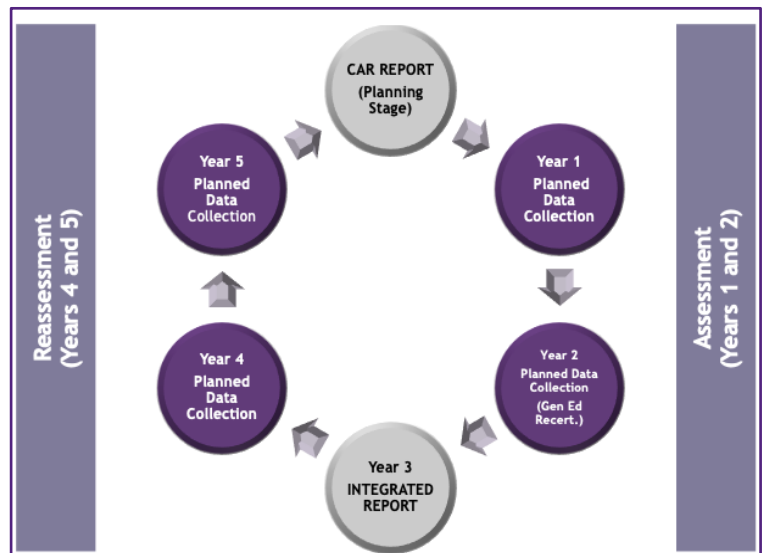 CAR REPORT
(Planning
Stage)
Year 1
Planned
Data
Collection
Year 2
Planned Data
Collection
(Gen Ed
Recert.)
Year 3
INTEGRATED
REPORT
Year 4
Planned
Data
Collection
Year 5
Planned
Data
Collection
Reassessment
(Years 4 and 5)
Assessment
(Years 1 and 2)